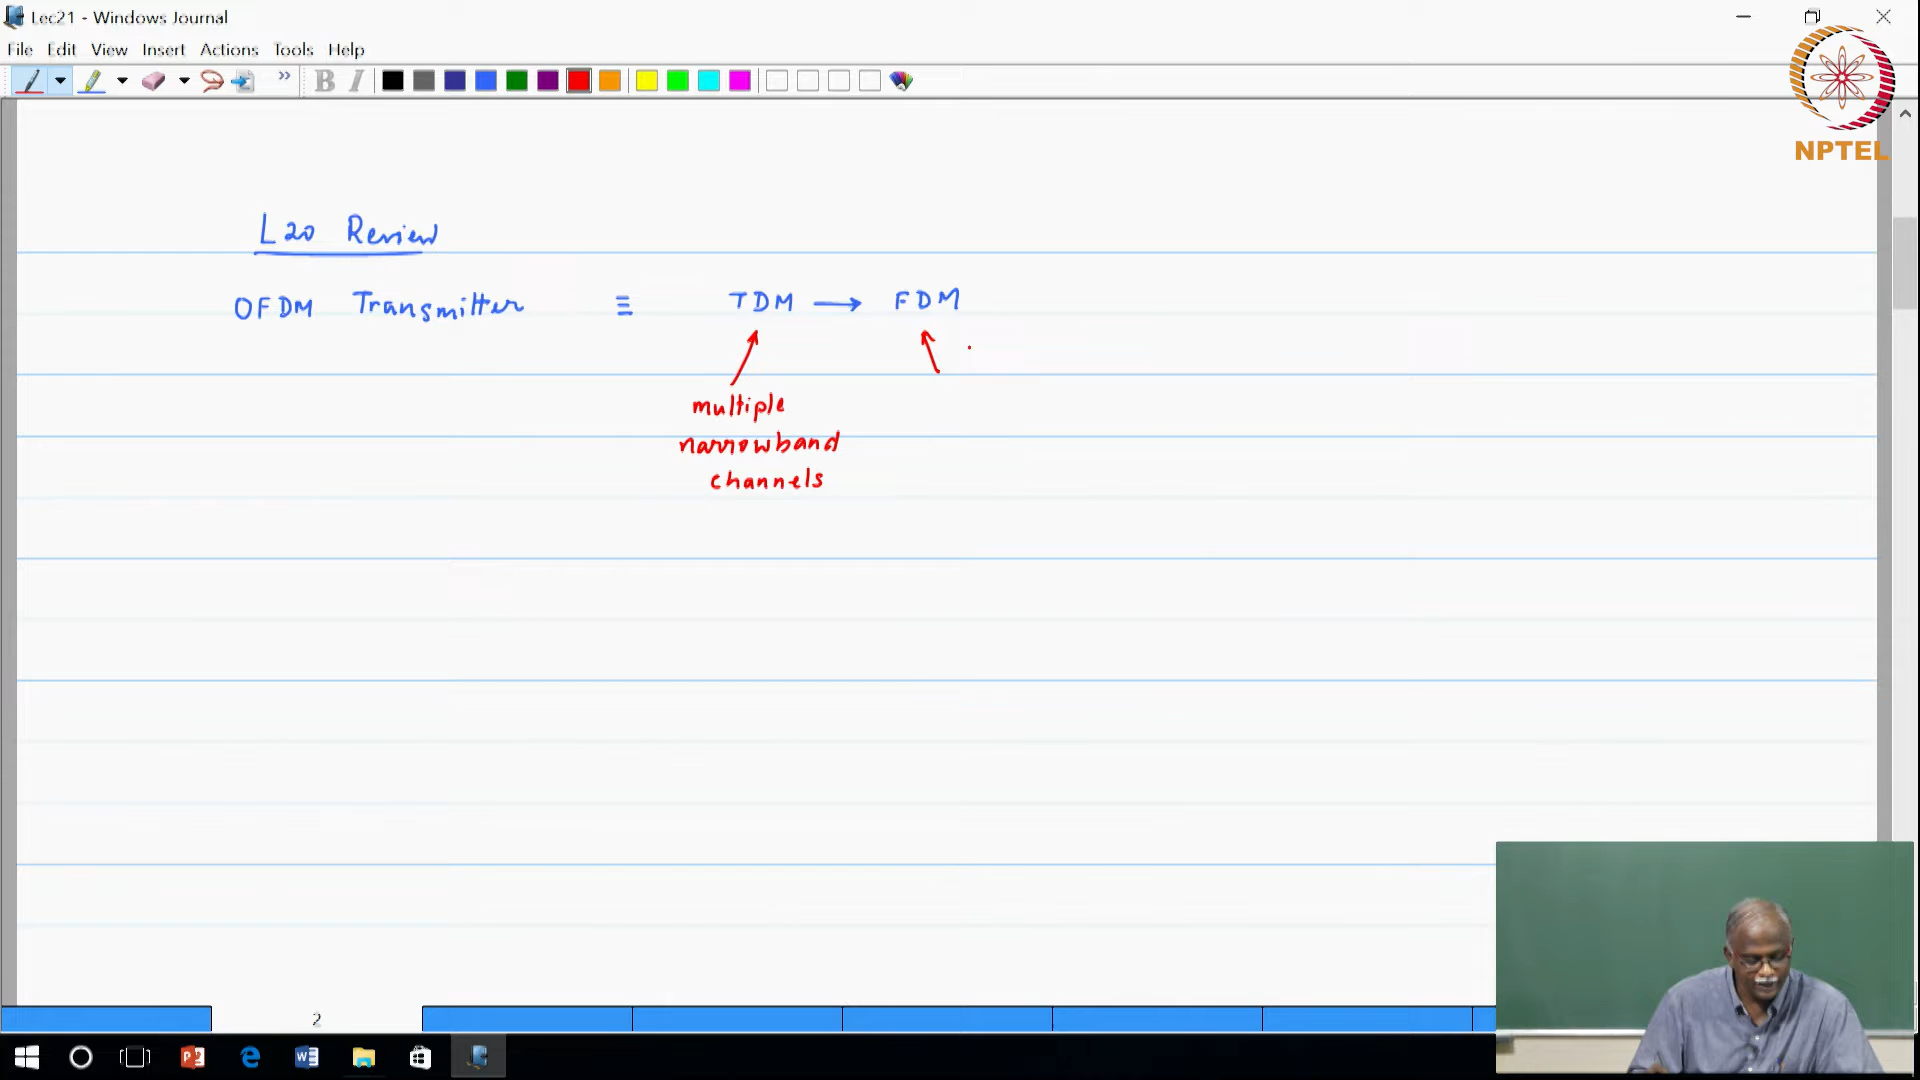 Lec21 - Windows Journal
File Edit View Insert Actions Tools Help
B I
NPTEL
L20 Review
OFDM Transmitter ≡ TDM → FDM
multiple
narrowband
channels
2